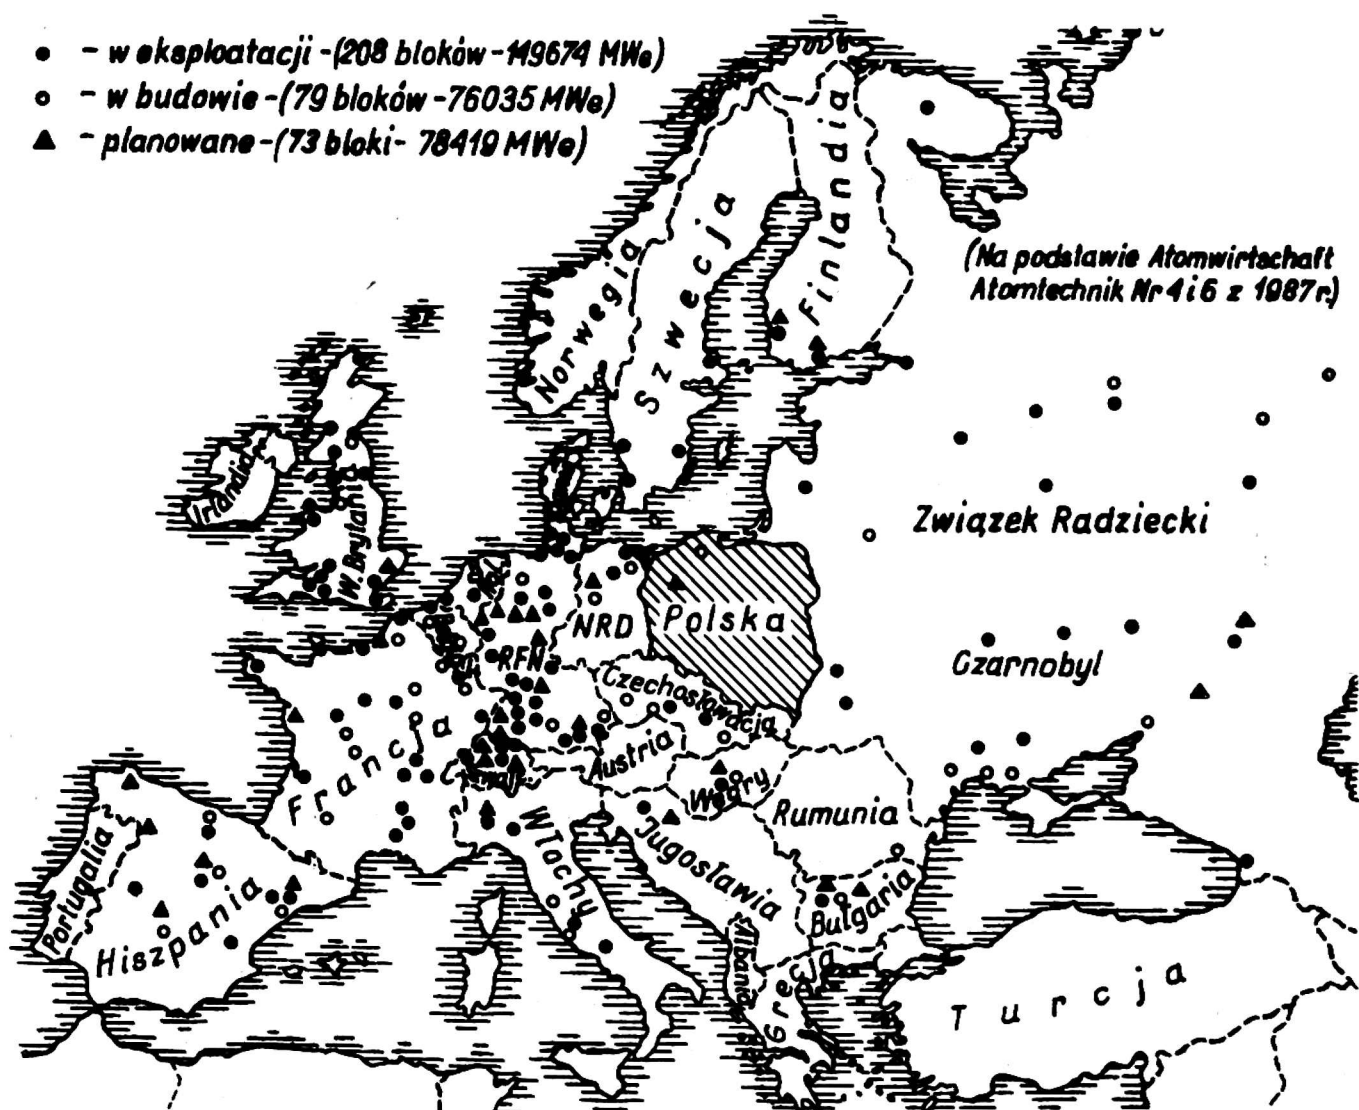 ● - w eksploatacji - (208 bloków - 149674 MWe)
○ - w budowie - (79 bloków - 76035 MWe)
▲ - planowane - (73 bloki - 78419 MWe)
(Na podstawie Atomwirtschaft
Atomtechnik Nr 4 i 6 z 1987 r.)
Norwegia
Szwecja
Finlandia
Irlandia
W. Brytania
Związek Radziecki
NRD
Polska
RFN
Czarnobyl
Czechosłowacja
Francja
Austria
Węgry
Rumunia
Włochy
Jugosławia
Portugalia
Hiszpania
Bułgaria
Albania
Grecja
Turcja